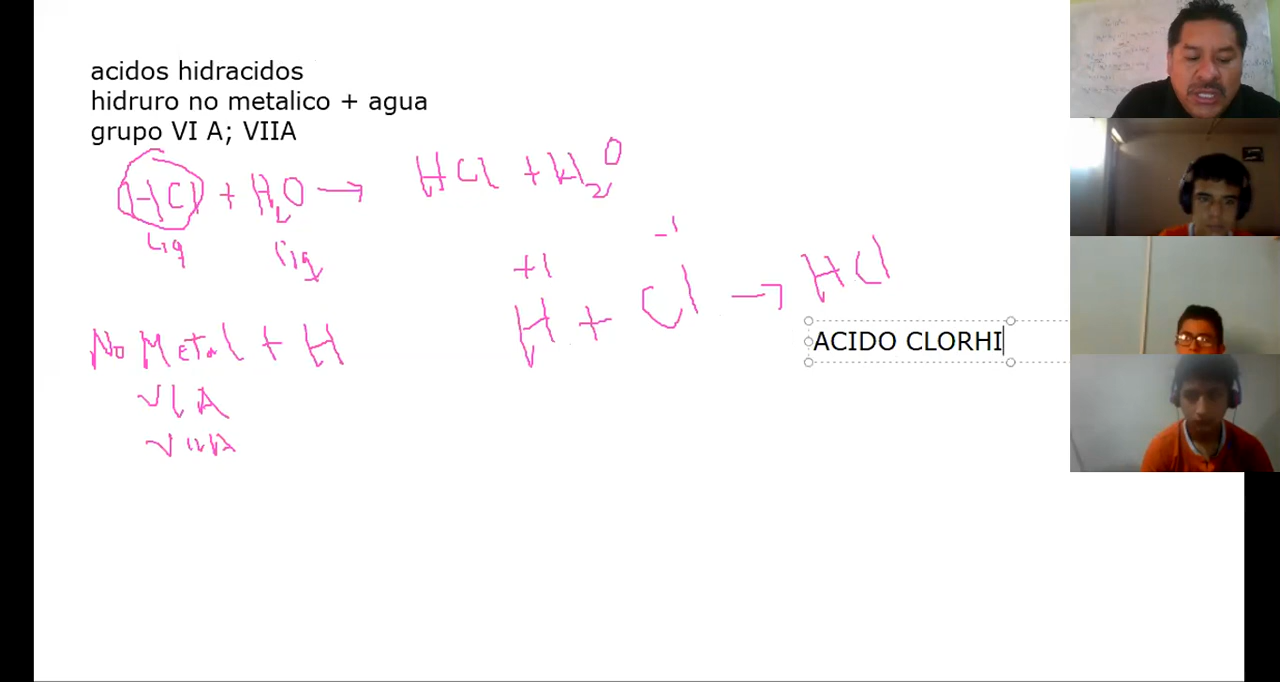 acidos hidracidos
hidruro no metalico + agua
grupo VI A; VIIA
HCl + H2O → HCl + H2O
Liq liq
+1 -1
H + Cl → HCl
ACIDO CLORHI
No Metal + H
VI A
VIIA